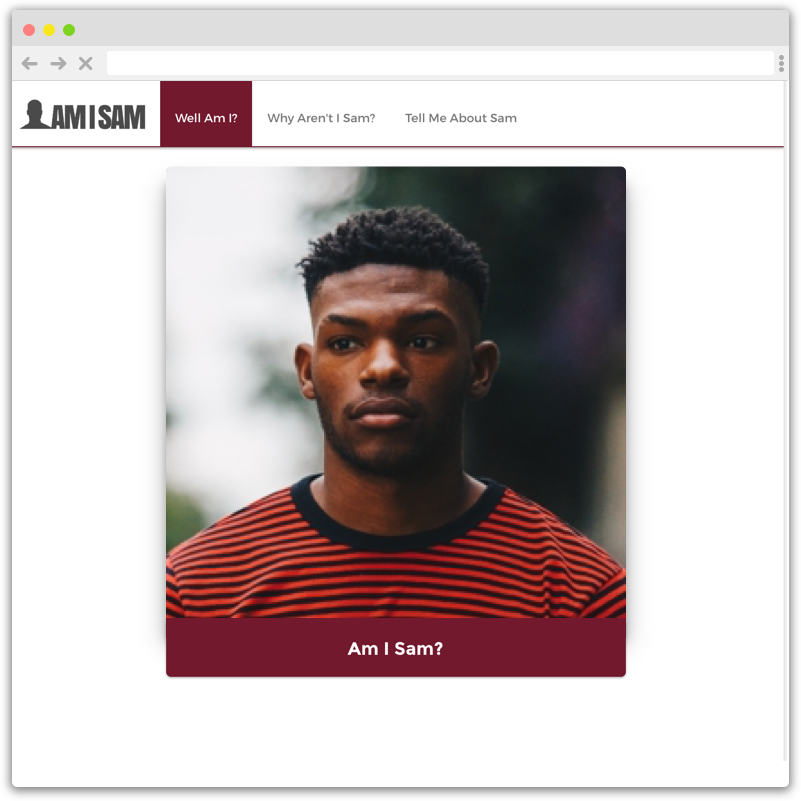 AM I SAM
Well Am I?
Why Aren't I Sam?
Tell Me About Sam
Am I Sam?